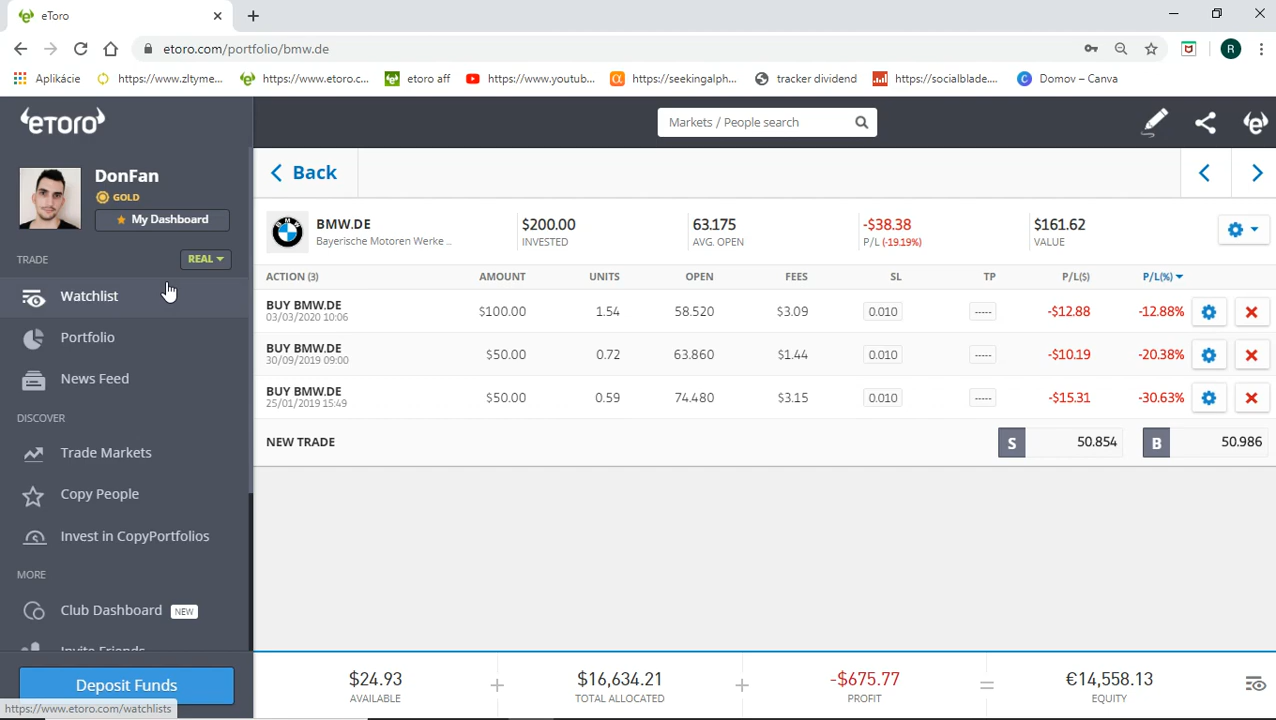 eToro
etoro.com/portfolio/bmw.de
R
Aplikácie
https://www.zltyme...
https://www.etoro.c...
etoro aff
https://www.youtub...
https://seekingalph...
tracker dividend
https://socialblade....
Domov – Canva
eTORO
Markets / People search
DonFan
GOLD
My Dashboard
TRADE
REAL
Watchlist
Portfolio
News Feed
DISCOVER
Trade Markets
Copy People
Invest in CopyPortfolios
MORE
Club Dashboard NEW
Invite Friends
Deposit Funds
https://www.etoro.com/watchlists
Back
BMW.DE
Bayerische Motoren Werke ..
$200.00
INVESTED
63.175
AVG. OPEN
-$38.38
P/L (-19.19%)
$161.62
VALUE
ACTION (3) AMOUNT UNITS OPEN FEES SL TP P/L($) P/L(%)
BUY BMW.DE
03/03/2020 10:06
$100.00 1.54 58.520 $3.09 0.010 ----- -$12.88 -12.88%
BUY BMW.DE
30/09/2019 09:00
$50.00 0.72 63.860 $1.44 0.010 ----- -$10.19 -20.38%
BUY BMW.DE
25/01/2019 15:49
$50.00 0.59 74.480 $3.15 0.010 ----- -$15.31 -30.63%
NEW TRADE S 50.854 B 50.986
$24.93 + $16,634.21 + -$675.77 = €14,558.13
AVAILABLE TOTAL ALLOCATED PROFIT EQUITY